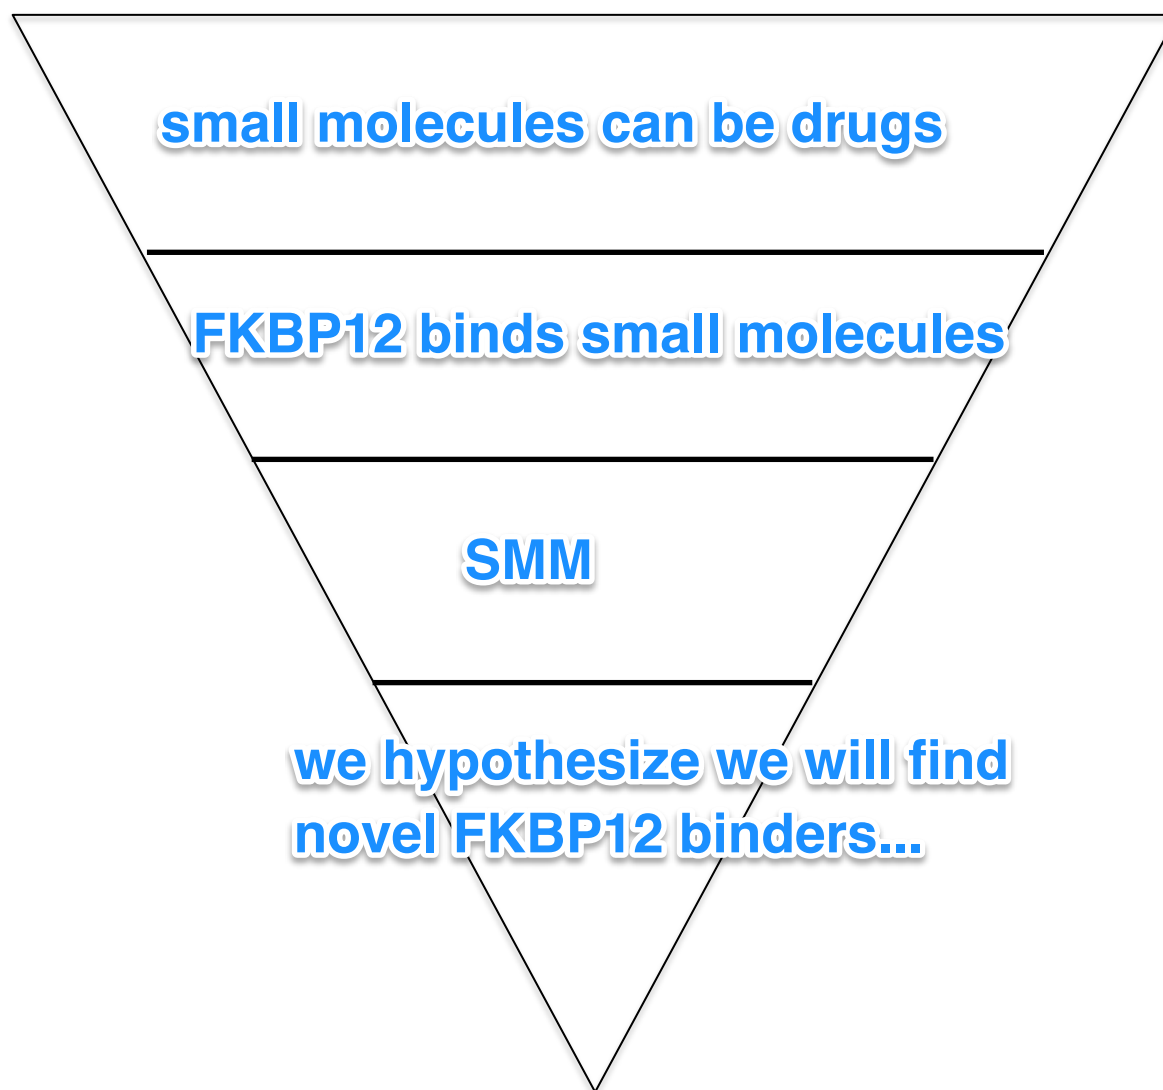 small molecules can be drugs
FKBP12 binds small molecules
SMM
we hypothesize we will find
novel FKBP12 binders...